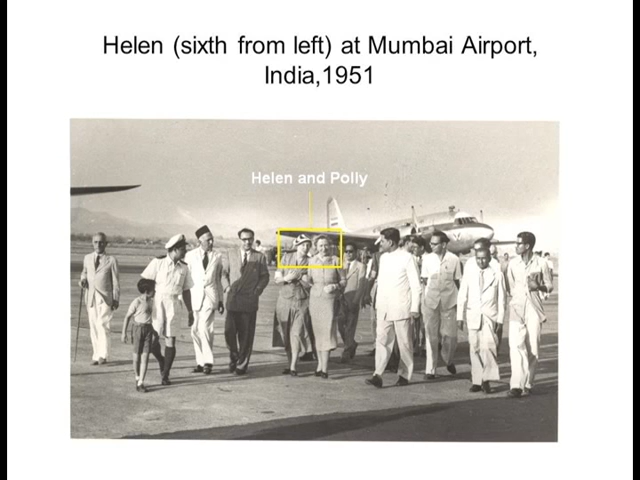 Helen (sixth from left) at Mumbai Airport,
India,1951
Helen and Polly